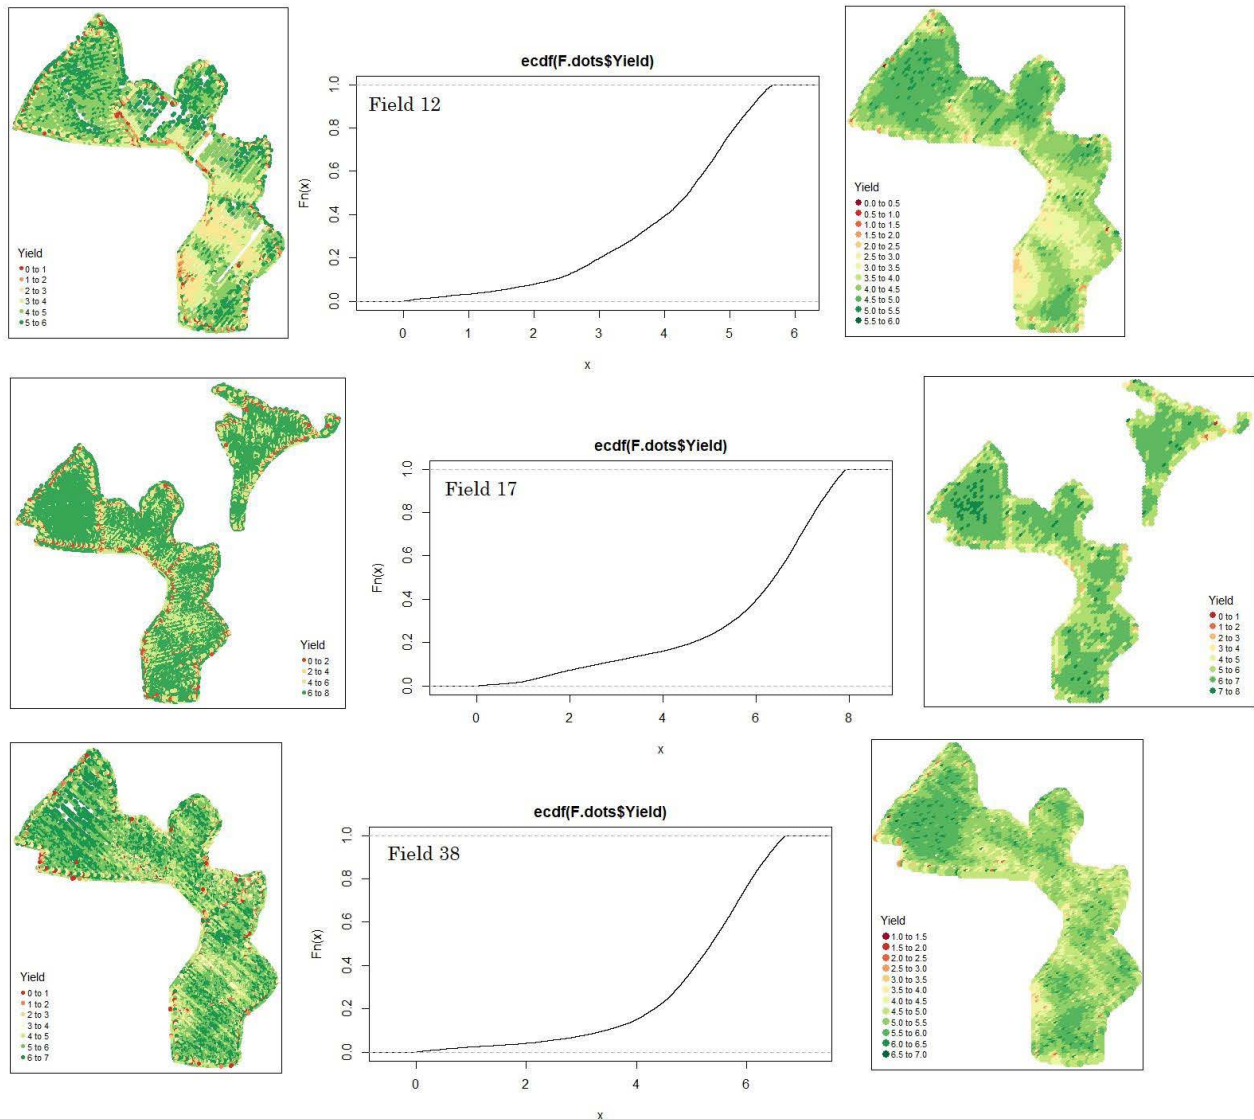 ecdf(F.dots$Yield)
Field 12
Fn(x)
0.0 0.2 0.4 0.6 0.8 1.0
0 1 2 3 4 5 6
x
Yield
0 to 1
1 to 2
2 to 3
3 to 4
4 to 5
5 to 6
Yield
0.0 to 0.5
0.5 to 1.0
1.0 to 1.5
1.5 to 2.0
2.0 to 2.5
2.5 to 3.0
3.0 to 3.5
3.5 to 4.0
4.0 to 4.5
4.5 to 5.0
5.0 to 5.5
5.5 to 6.0
ecdf(F.dots$Yield)
Field 17
Fn(x)
0.0 0.2 0.4 0.6 0.8 1.0
0 2 4 6 8
x
Yield
0 to 2
2 to 4
4 to 6
6 to 8
Yield
0 to 1
1 to 2
2 to 3
3 to 4
4 to 5
5 to 6
6 to 7
7 to 8
ecdf(F.dots$Yield)
Field 38
Fn(x)
0.0 0.2 0.4 0.6 0.8 1.0
0 2 4 6
x
Yield
0 to 1
1 to 2
2 to 3
3 to 4
4 to 5
5 to 6
6 to 7
Yield
1.0 to 1.5
1.5 to 2.0
2.0 to 2.5
2.5 to 3.0
3.0 to 3.5
3.5 to 4.0
4.0 to 4.5
4.5 to 5.0
5.0 to 5.5
5.5 to 6.0
6.0 to 6.5
6.5 to 7.0